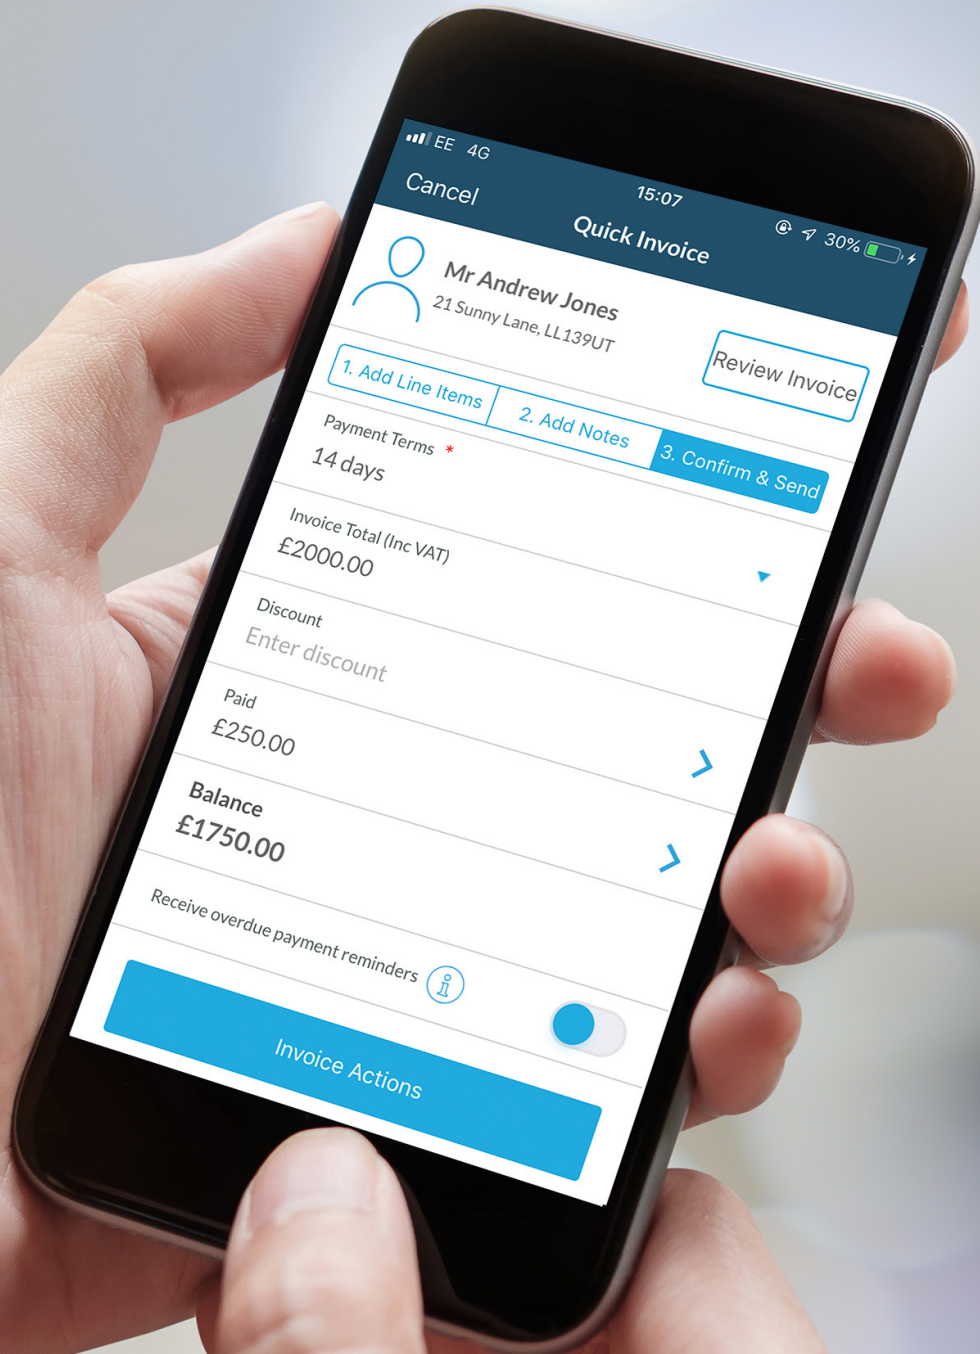 EE 4G 15:07 30%
Cancel Quick Invoice
Mr Andrew Jones
21 Sunny Lane, LL139UT
Review Invoice
1. Add Line Items 2. Add Notes 3. Confirm & Send
Payment Terms *
14 days
Invoice Total (Inc VAT)
£2000.00
Discount
Enter discount
Paid
£250.00
Balance
£1750.00
Receive overdue payment reminders i
Invoice Actions